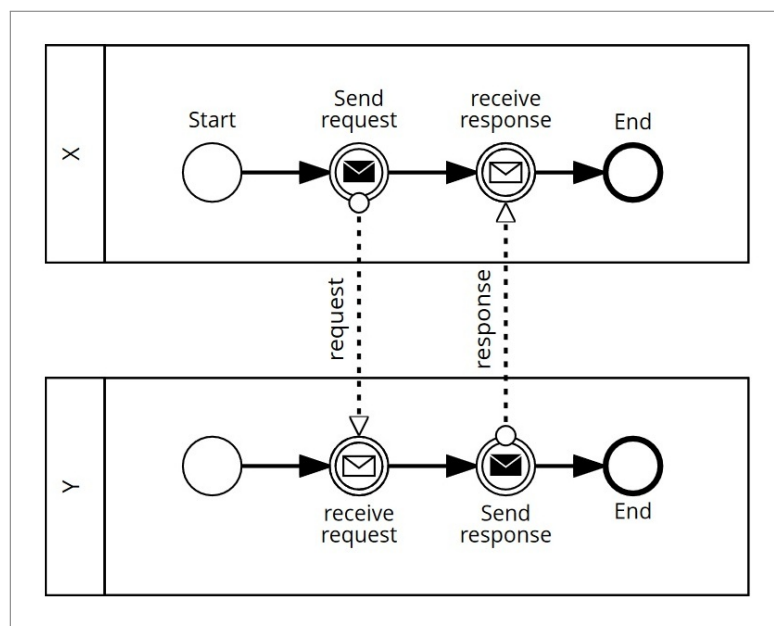 X
Start
Send
request
receive
response
End
request
response
Y
receive
request
Send
response
End